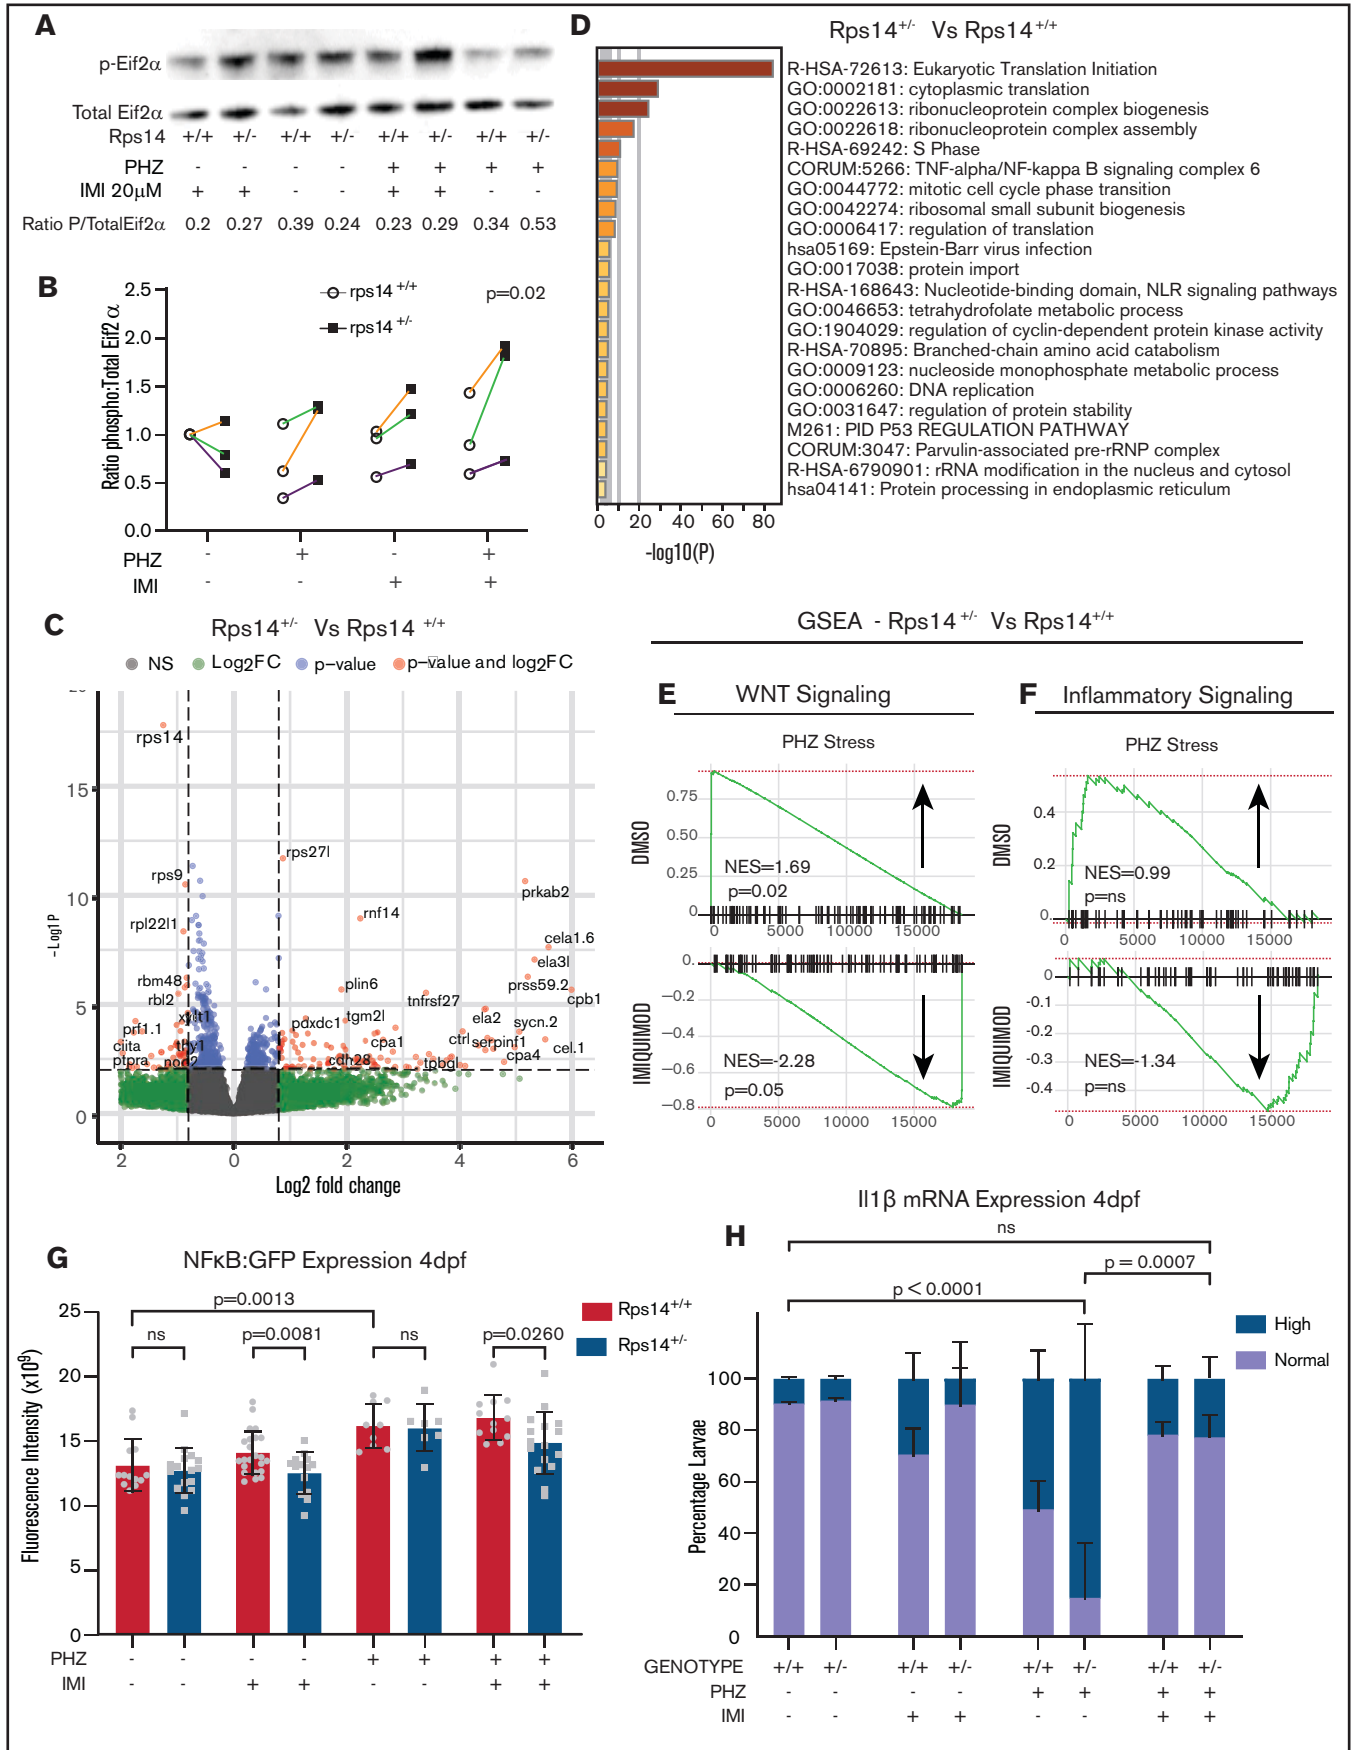 A
p-Eif2α
Total Eif2α
Rps14 +/+ +/- +/+ +/- +/+ +/- +/+ +/-
PHZ - - - - + + + +
IMI 20μM + + - - + + - -
Ratio P/TotalEif2α 0.2 0.27 0.39 0.24 0.23 0.29 0.34 0.53
B
rps14 +/+
rps14 +/-
p=0.02
Ratio phospho:Total Eif2 α
2.5
2.0
1.5
1.0
0.5
0.0
PHZ - + - +
IMI - - + +
D
Rps14+/- Vs Rps14+/+
R-HSA-72613: Eukaryotic Translation Initiation
GO:0002181: cytoplasmic translation
GO:0022613: ribonucleoprotein complex biogenesis
GO:0022618: ribonucleoprotein complex assembly
R-HSA-69242: S Phase
CORUM:5266: TNF-alpha/NF-kappa B signaling complex 6
GO:0044772: mitotic cell cycle phase transition
GO:0042274: ribosomal small subunit biogenesis
GO:0006417: regulation of translation
hsa05169: Epstein-Barr virus infection
GO:0017038: protein import
R-HSA-168643: Nucleotide-binding domain, NLR signaling pathways
GO:0046653: tetrahydrofolate metabolic process
GO:1904029: regulation of cyclin-dependent protein kinase activity
R-HSA-70895: Branched-chain amino acid catabolism
GO:0009123: nucleoside monophosphate metabolic process
GO:0006260: DNA replication
GO:0031647: regulation of protein stability
M261: PID P53 REGULATION PATHWAY
CORUM:3047: Parvulin-associated pre-rRNP complex
R-HSA-6790901: rRNA modification in the nucleus and cytosol
hsa04141: Protein processing in endoplasmic reticulum
0 20 40 60 80
-log10(P)
C
Rps14+/- Vs Rps14 +/+
NS Log2FC p−value p−value and log2FC
−Log1 P
15
10
5
0
rps14
rps27l
rps9
prkab2
rnf14
rpl22l1
cela1.6
ela3l
rbm48
plin6
prss59.2
rbl2
tnfrsf27
cpb1
xylt1
pdxdc1
tgm2l
ela2
sycn.2
prf1.1
ciita
thy1
cpa1
ctrl
serpinf1
cel.1
ptpra
nod2
cdh28
tpbgl
cpa4
2 0 2 4 6
Log2 fold change
GSEA - Rps14+/- Vs Rps14+/+
E
WNT Signaling
PHZ Stress
DMSO
0.75
0.50
0.25
0
NES=1.69
p=0.02
0 5000 10000 15000
IMIQUIMOD
0.
−0.2
−0.4
−0.6
−0.8
NES=-2.28
p=0.05
0 5000 10000 15000
F
Inflammatory Signaling
PHZ Stress
DMSO
0.4
0.2
0.
NES=0.99
p=ns
0 5000 10000 15000
IMIQUIMOD
0
-0.1
-0.2
-0.3
-0.4
NES=-1.34
p=ns
0 5000 10000 15000
G
NFκB:GFP Expression 4dpf
Rps14+/+
Rps14+/-
p=0.0013
ns p=0.0081 ns p=0.0260
Fluorescence Intensity (x10⁹)
25
20
15
10
5
0
PHZ - - - - + + + +
IMI - - + + - - + +
H
Il1β mRNA Expression 4dpf
ns
p = 0.0007
p < 0.0001
High
Normal
Percentage Larvae
100
80
60
40
20
0
GENOTYPE +/+ +/- +/+ +/- +/+ +/- +/+ +/-
PHZ - - - - + + + +
IMI - - + + - - + +